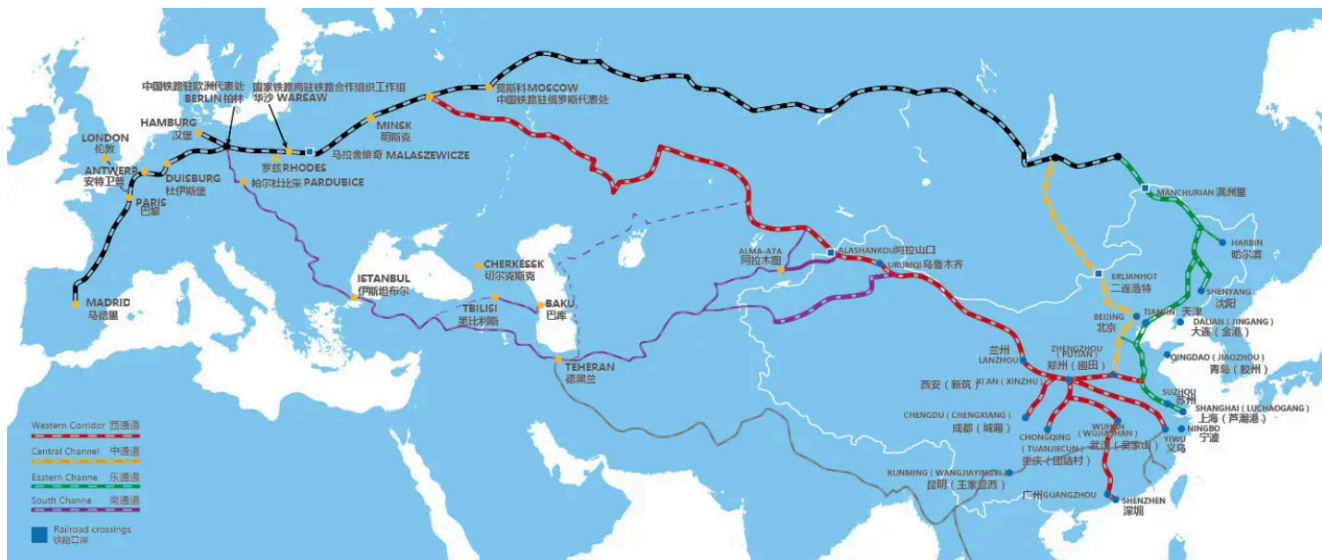 中国铁路驻欧洲代表处
BERLIN 柏林
国家铁路局驻铁路合作组织工作组
华沙 WARSAW
莫斯科 MOSCOW
中国铁路驻俄罗斯代表处
HAMBURG
汉堡
MINSK
明斯克
LONDON
伦敦
马拉舍维奇 MALASZEWICZE
罗兹 RHODES
ANTWERP
安特卫普
DUISBURG
杜伊斯堡
帕尔杜比采 PARDUBICE
PARIS
巴黎
MANCHURIAN 满洲里
HARBIN
哈尔滨
ALMA-ATA
阿拉木图
ALASHANKOU 阿拉山口
URUMQI 乌鲁木齐
CHERKESSK
切尔克斯克
ERLIANHOT
二连浩特
SHENYANG
沈阳
ISTANBUL
伊斯坦布尔
MADRID
马德里
TBILISI
第比利斯
BAKU
巴库
BEIJING
北京
TIANJIN
天津
DALIAN (JINGANG)
大连（金港）
兰州
LANZHOU
ZHENGZHOU
(PUTIAN)
郑州（圃田）
QINGDAO (JIAOZHOU)
青岛（胶州）
TEHERAN
德黑兰
西安（新筑）
XI AN (XINZHU)
SUZHOU
苏州
SHANGHAI (LUCHAOGANG)
上海（芦潮港）
CHENGDU (CHENGXIANG)
成都（城厢）
WUHAN
(WUJIASHAN)
武汉（吴家山）
NINGBO
宁波
YIWU
义乌
CHONGQING
(TUANJIECUN)
重庆（团结村）
KUNMING (WANGJIAYINGXI)
昆明（王家营西）
广州 GUANGZHOU
SHENZHEN
深圳
Western Corridor 西通道
Central Channel 中通道
Eastern Channe 东通道
South Channe 南通道
Railroad crossings
铁路口岸